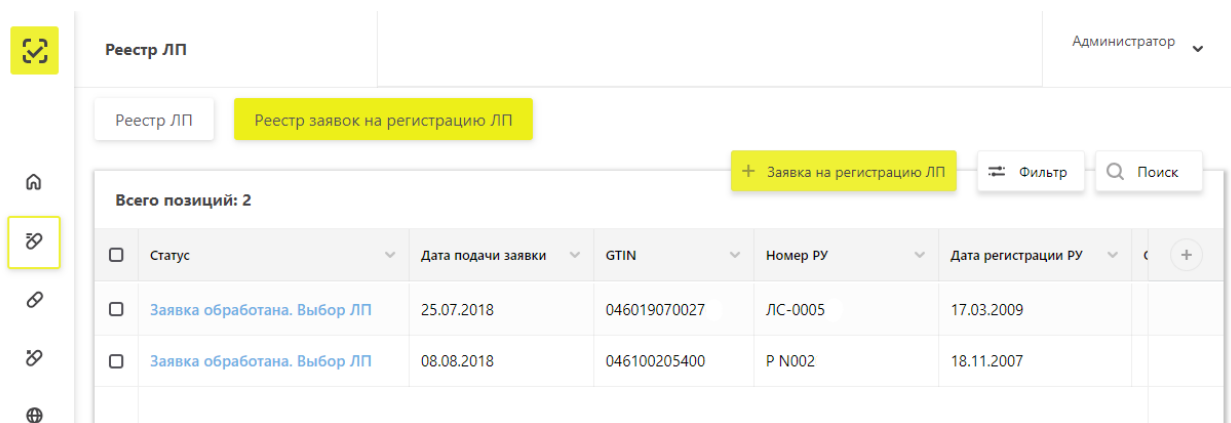 Реестр ЛП
Администратор
Реестр ЛП
Реестр заявок на регистрацию ЛП
+ Заявка на регистрацию ЛП
Фильтр
Поиск
Всего позиций: 2
Статус Дата подачи заявки GTIN Номер РУ Дата регистрации РУ
Заявка обработана. Выбор ЛП 25.07.2018 046019070027 ЛС-0005 17.03.2009
Заявка обработана. Выбор ЛП 08.08.2018 046100205400 Р N002 18.11.2007